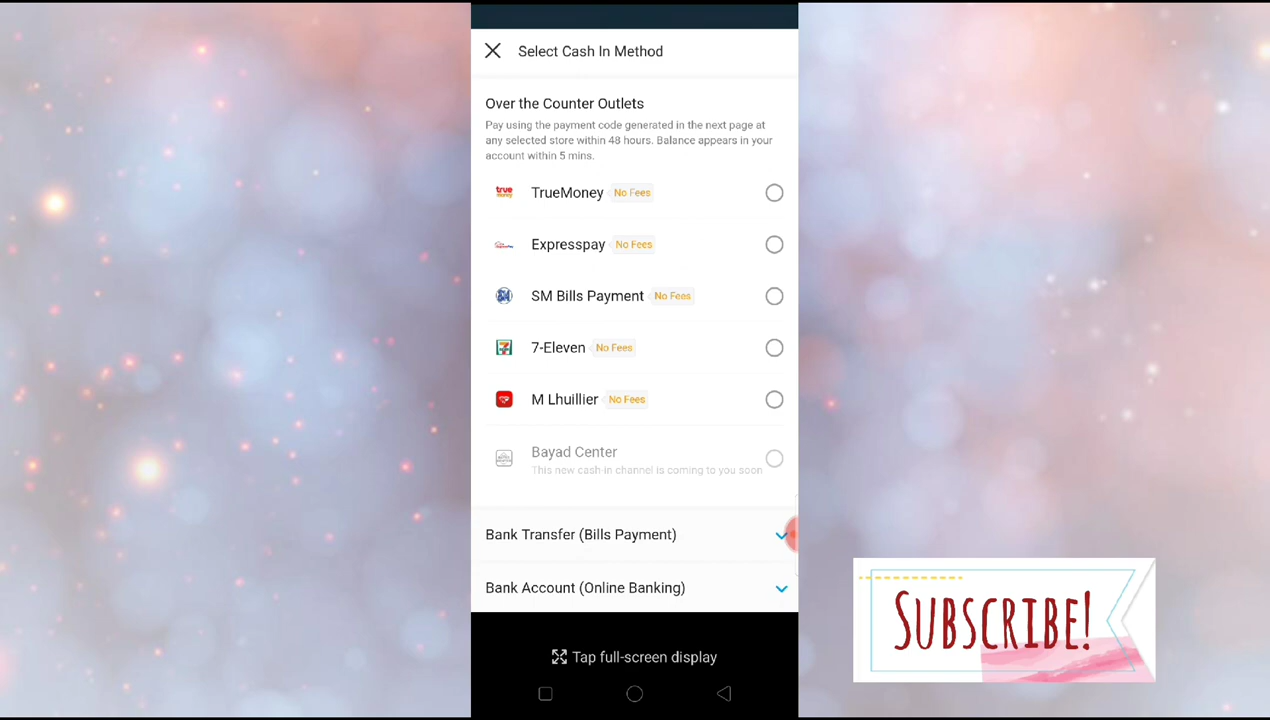 Select Cash In Method
Over the Counter Outlets
Pay using the payment code generated in the next page at
any selected store within 48 hours. Balance appears in your
account within 5 mins.
true money TrueMoney No Fees
Expresspay No Fees
SM SM Bills Payment No Fees
7 7-Eleven No Fees
M Lhuillier No Fees
Bayad Center
This new cash-in channel is coming to you soon
Bank Transfer (Bills Payment)
Bank Account (Online Banking)
Tap full-screen display
SUBSCRIBE!